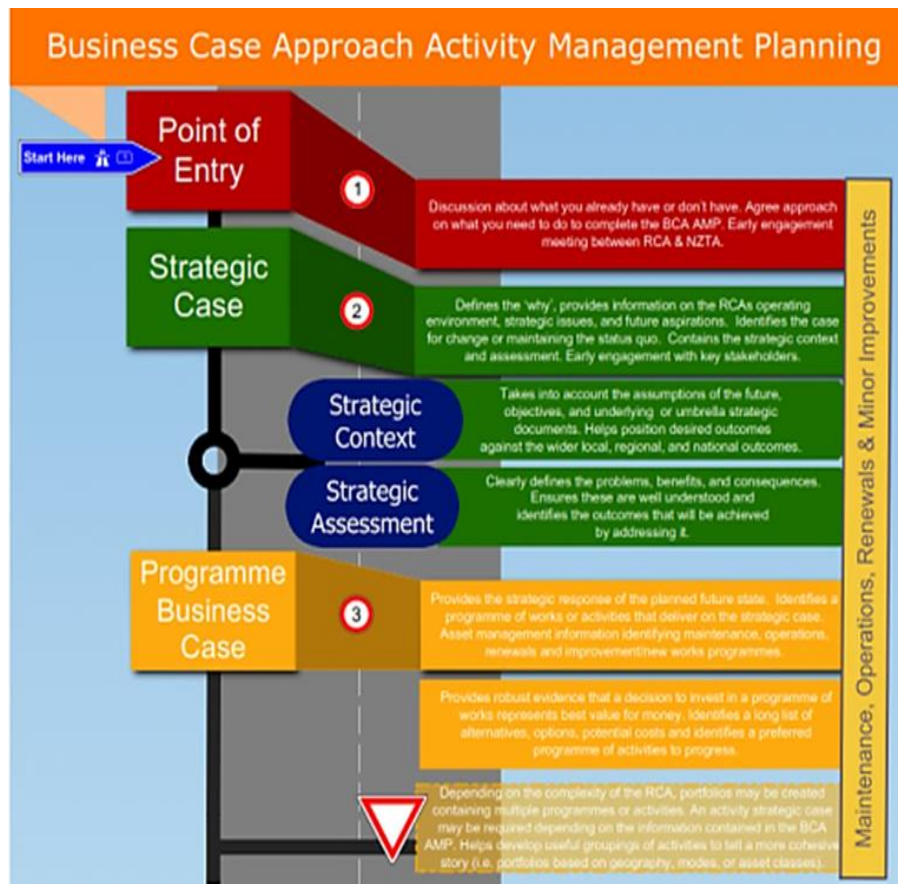 Business Case Approach Activity Management Planning
Start Here
Point of
Entry
1
Discussion about what you already have or don't have. Agree approach
on what you need to do to complete the BCA AMP. Early engagement
meeting between RCA & NZTA.
Strategic
Case
2
Defines the 'why', provides information on the RCAs operating
environment, strategic issues, and future aspirations. Identifies the case
for change or maintaining the status quo. Contains the strategic context
and assessment. Early engagement with key stakeholders.
Strategic
Context
Takes into account the assumptions of the future,
objectives, and underlying or umbrella strategic
documents. Helps position desired outcomes
against the wider local, regional, and national outcomes.
Strategic
Assessment
Clearly defines the problems, benefits, and consequences.
Ensures these are well understood and
identifies the outcomes that will be achieved
by addressing it.
Programme
Business
Case
3
Provides the strategic response of the planned future state. Identifies a
programme of works or activities that deliver on the strategic case.
Asset management information identifying maintenance, operations,
renewals and improvement/new works programmes.
Provides robust evidence that a decision to invest in a programme of
works represents best value for money. Identifies a long list of
alternatives, options, potential costs and identifies a preferred
programme of activities to progress.
Depending on the complexity of the RCA, portfolios may be created
containing multiple programmes or activities. An activity strategic case
may be required depending on the information contained in the BCA
AMP. Helps develop useful groupings of activities to tell a more cohesive
story (i.e. portfolios based on geography, modes, or asset classes).
Maintenance, Operations, Renewals & Minor Improvements